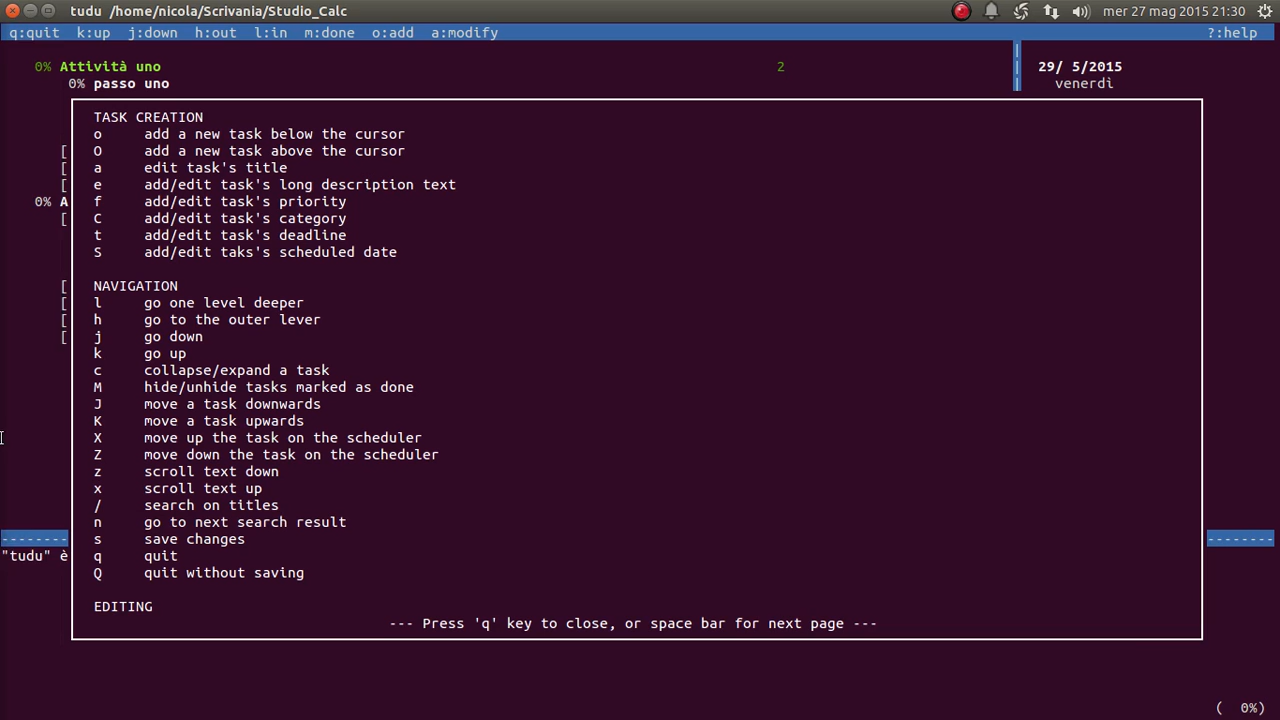 tudu /home/nicola/Scrivania/Studio_Calc
mer 27 mag 2015 21:30
q:quit k:up j:down h:out l:in m:done o:add a:modify ?:help
0% Attività uno 2 | 29/ 5/2015
0% passo uno | venerdì
TASK CREATION
o add a new task below the cursor
[ O add a new task above the cursor
[ a edit task's title
[ e add/edit task's long description text
0% A f add/edit task's priority
[ C add/edit task's category
t add/edit task's deadline
S add/edit taks's scheduled date
[ NAVIGATION
[ l go one level deeper
[ h go to the outer lever
[ j go down
k go up
c collapse/expand a task
M hide/unhide tasks marked as done
J move a task downwards
K move a task upwards
X move up the task on the scheduler
Z move down the task on the scheduler
z scroll text down
x scroll text up
/ search on titles
n go to next search result
-------- s save changes --------
"tudu" è q quit
Q quit without saving
EDITING
--- Press 'q' key to close, or space bar for next page ---
( 0%)